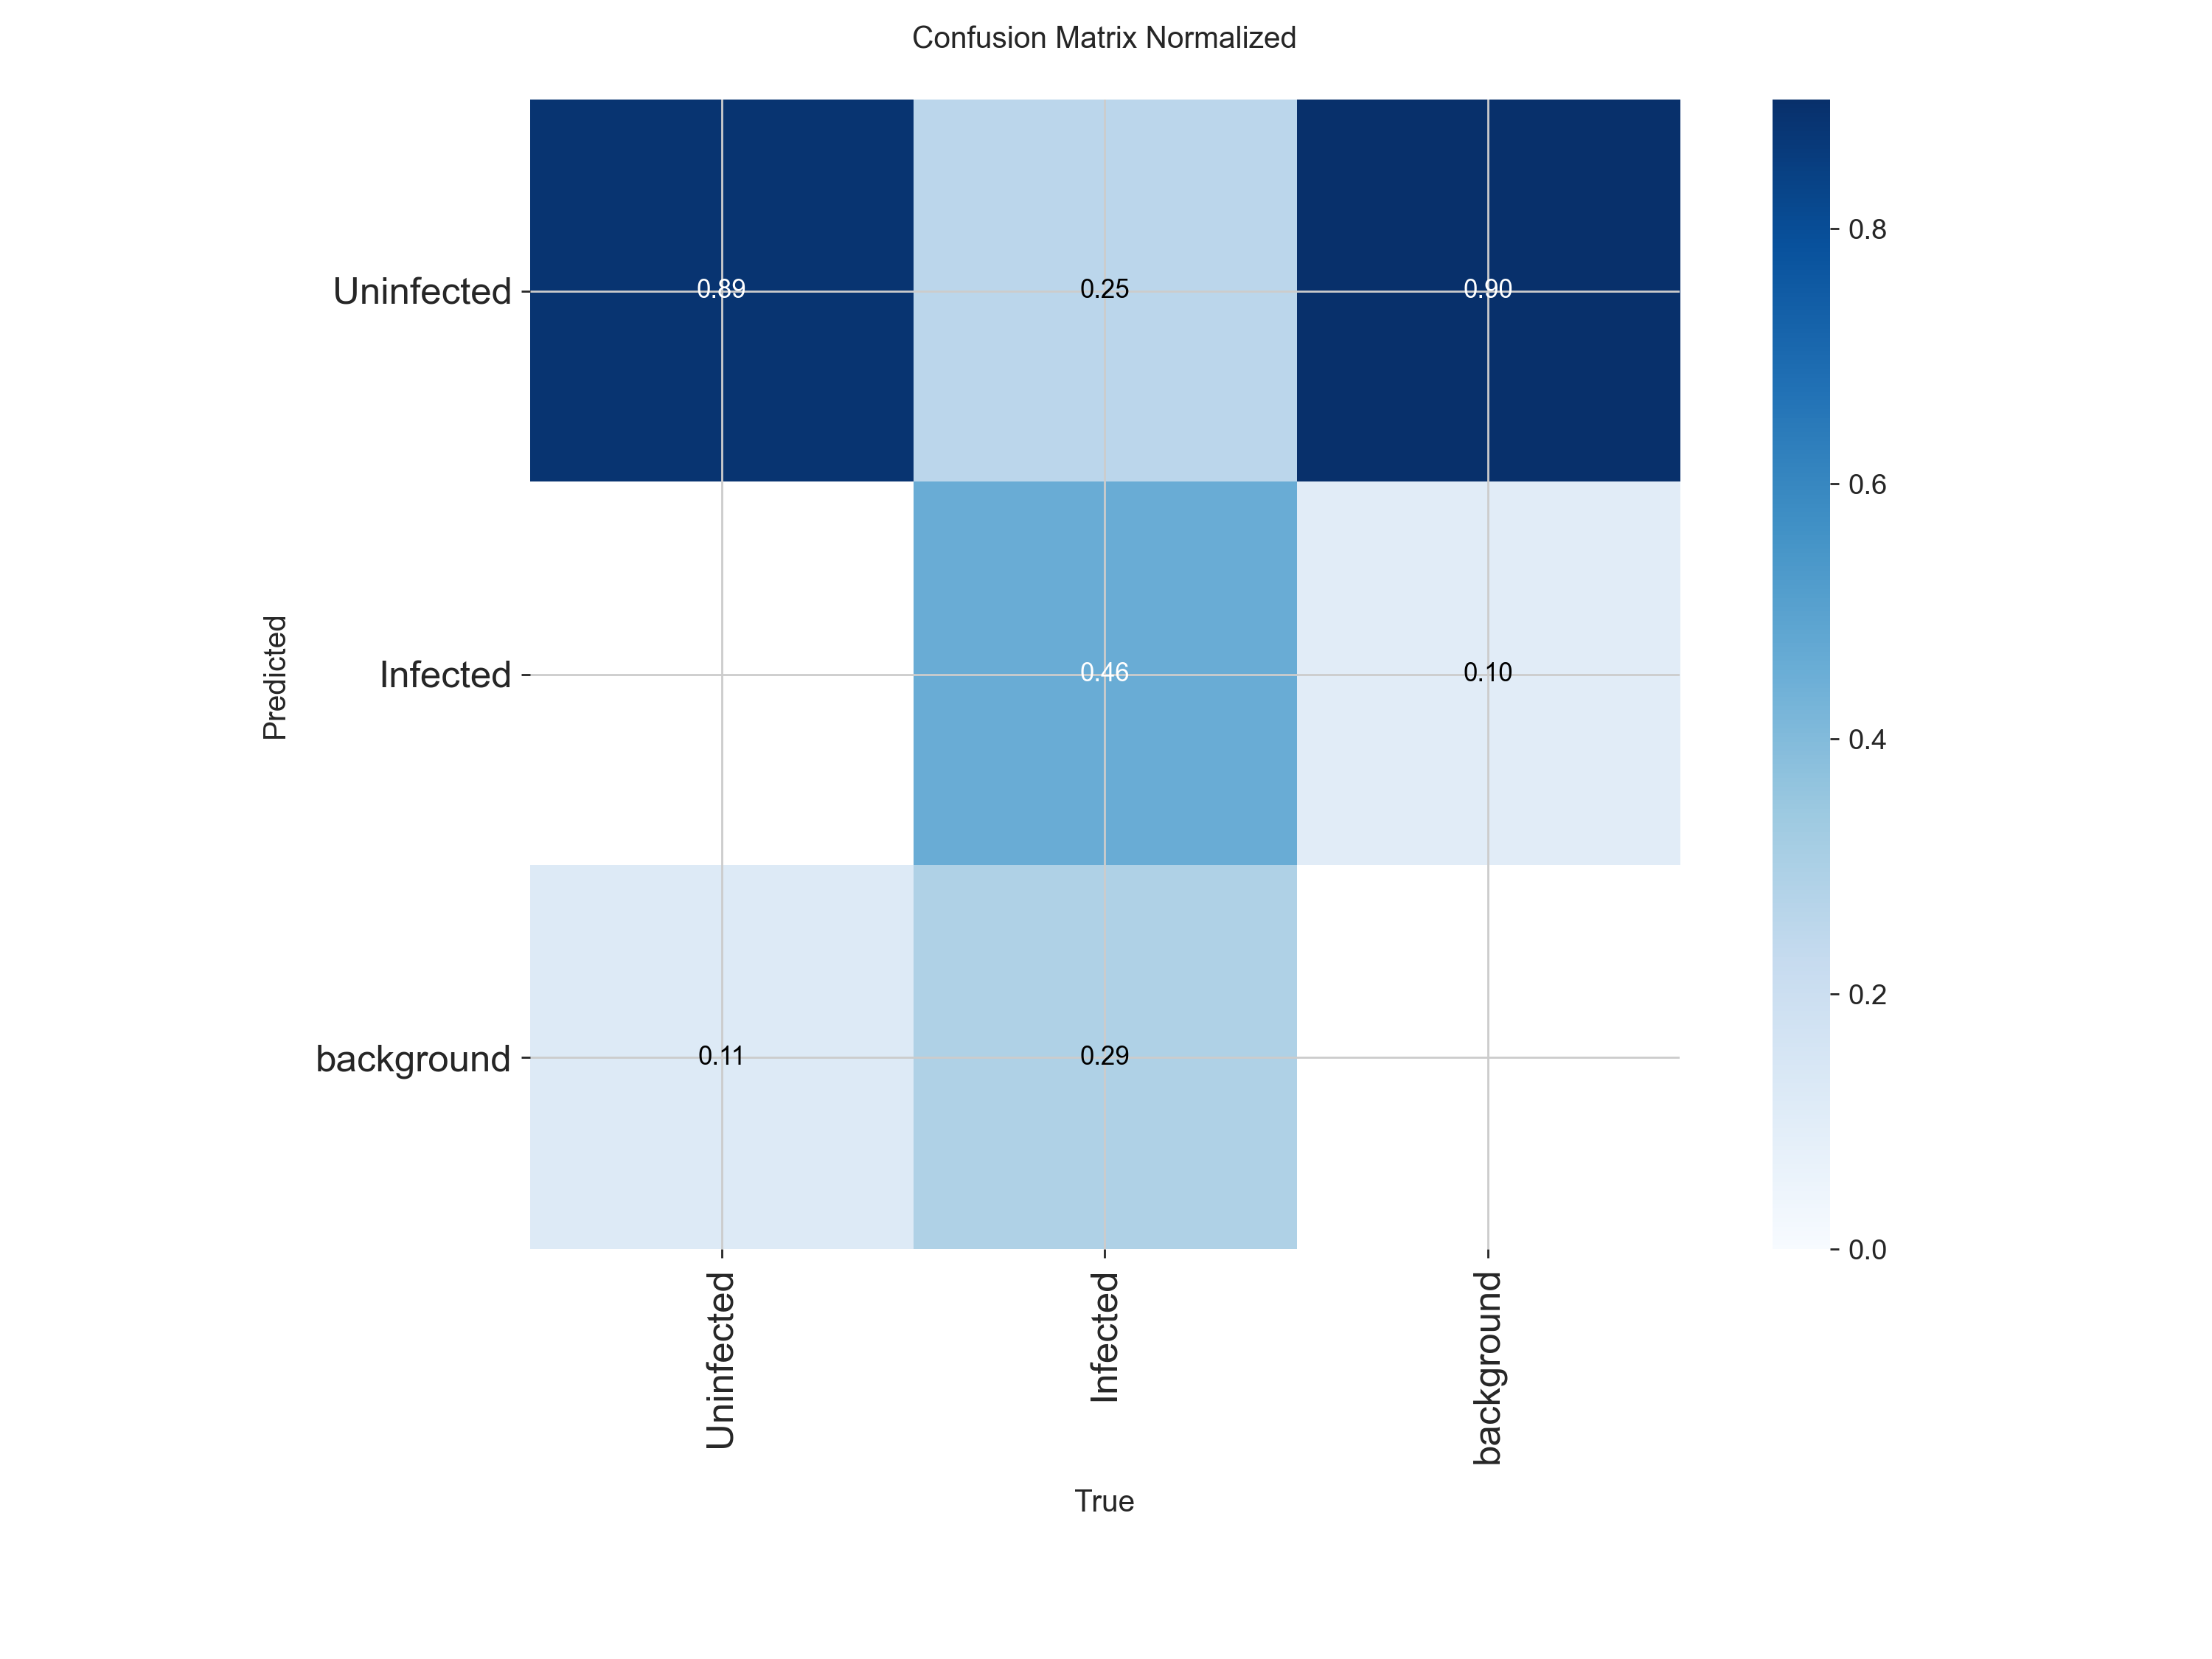 Confusion Matrix Normalized
Uninfected
0.89
0.25
0.90
0.8
0.6
Predicted
Infected
0.46
0.10
0.4
background
0.11
0.29
0.2
0.0
Uninfected
Infected
background
True